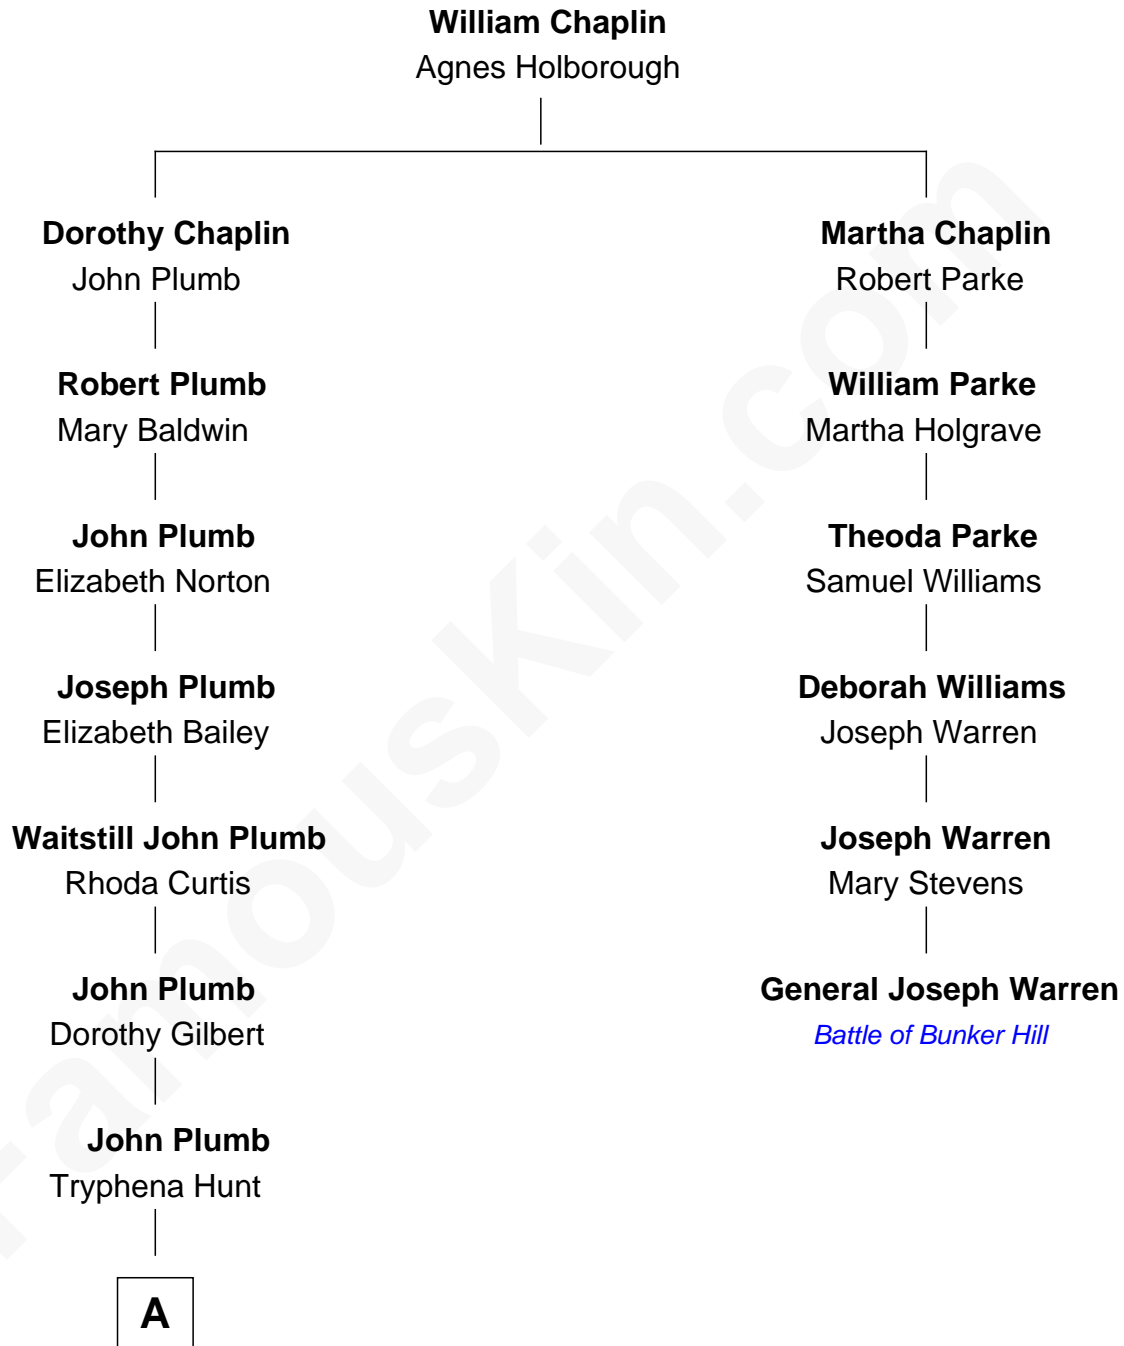 William Chaplin
Agnes Holborough
Dorothy Chaplin
John Plumb
Martha Chaplin
Robert Parke
Robert Plumb
Mary Baldwin
William Parke
Martha Holgrave
John Plumb
Elizabeth Norton
Theoda Parke
Samuel Williams
Joseph Plumb
Elizabeth Bailey
Deborah Williams
Joseph Warren
Waitstill John Plumb
Rhoda Curtis
Joseph Warren
Mary Stevens
John Plumb
Dorothy Gilbert
General Joseph Warren
Battle of Bunker Hill
John Plumb
Tryphena Hunt
A
FamousKin.com